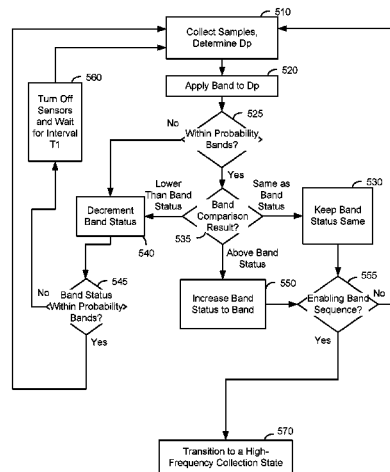 510
Collect Samples,
Determine Dp
520
Apply Band to Dp
560
Turn Off
Sensors
and Wait
for Interval
T1
525
No
Within Probability
Bands?
Yes
Lower
Than Band
Status
Same as
Band
Status
530
Decrement
Band Status
Band
Comparison
Result?
Keep Band
Status Same
540
535
Above Band
Status
545
550
555
No
Band Status
Within Probability
Bands?
Increase Band
Status to Band
Enabling Band
Sequence?
No
Yes
Yes
570
Transition to a High-
Frequency Collection State